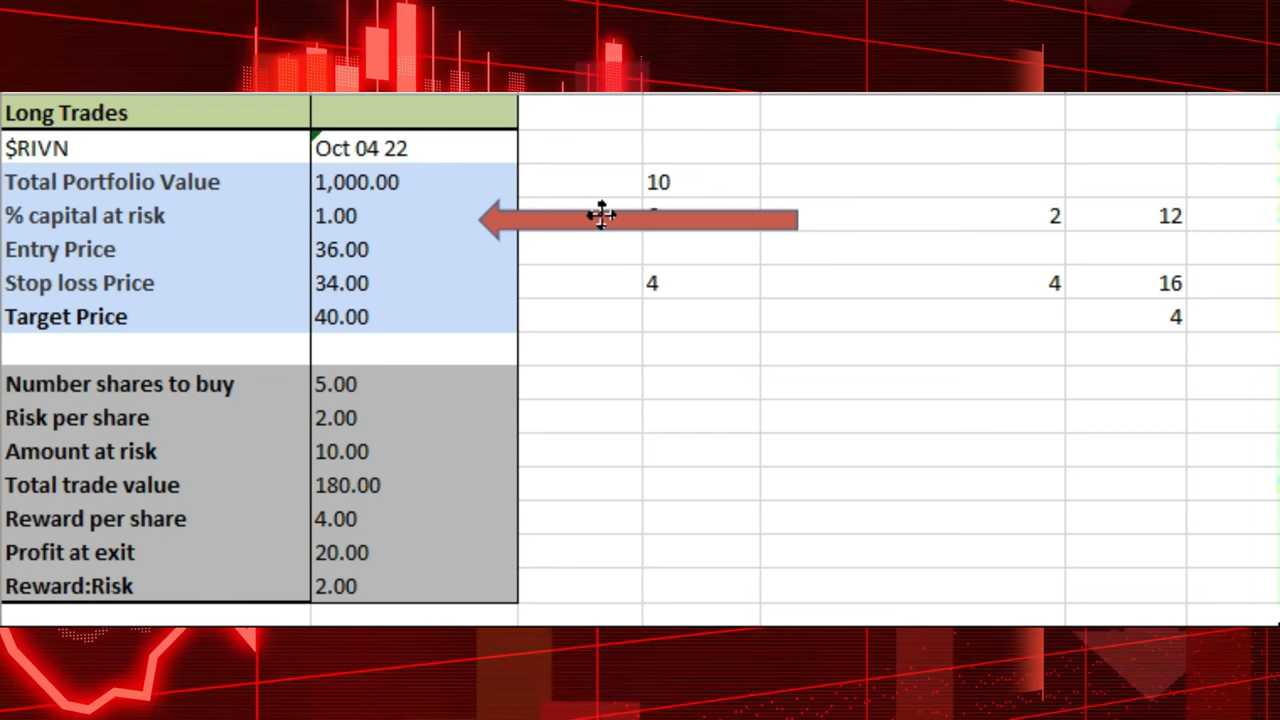 Long Trades
$RIVN Oct 04 22
Total Portfolio Value 1,000.00 10
% capital at risk 1.00 2 12
Entry Price 36.00
Stop loss Price 34.00 4 4 16
Target Price 40.00 4
Number shares to buy 5.00
Risk per share 2.00
Amount at risk 10.00
Total trade value 180.00
Reward per share 4.00
Profit at exit 20.00
Reward:Risk 2.00